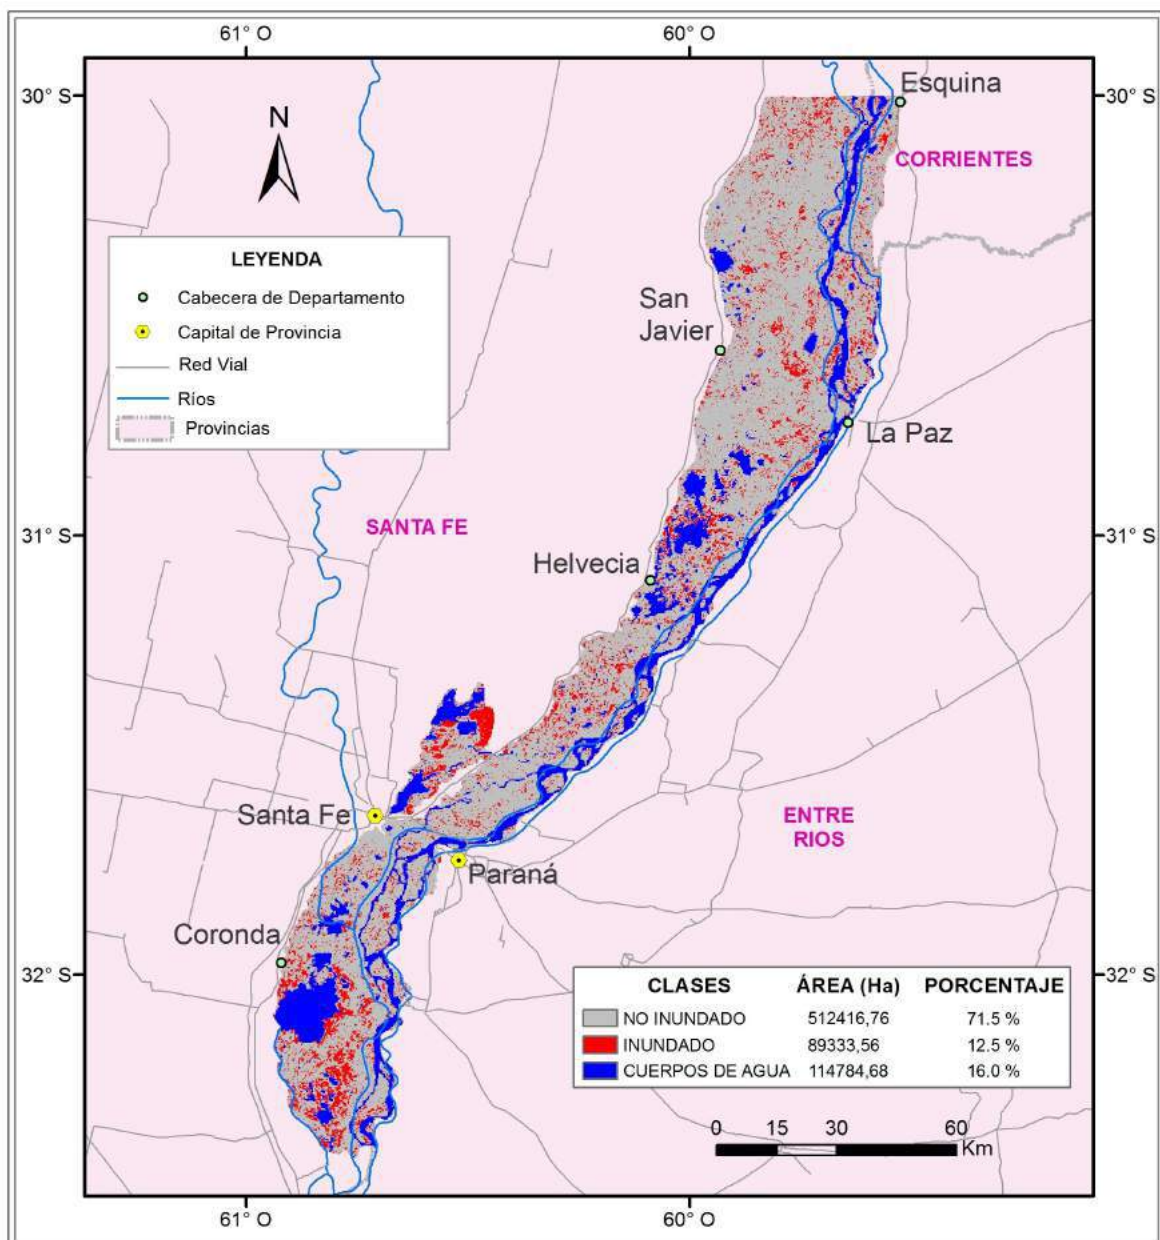 61° O
60° O
30° S
30° S
Esquina
N
CORRIENTES
LEYENDA
Cabecera de Departamento
Capital de Provincia
Red Vial
Ríos
Provincias
San
Javier
La Paz
SANTA FE
31° S
31° S
Helvecia
Santa Fe
ENTRE
RIOS
Paraná
Coronda
32° S
32° S
CLASES ÁREA (Ha) PORCENTAJE
NO INUNDADO 512416,76 71.5 %
INUNDADO 89333,56 12.5 %
CUERPOS DE AGUA 114784,68 16.0 %
0 15 30 60
Km
61° O
60° O